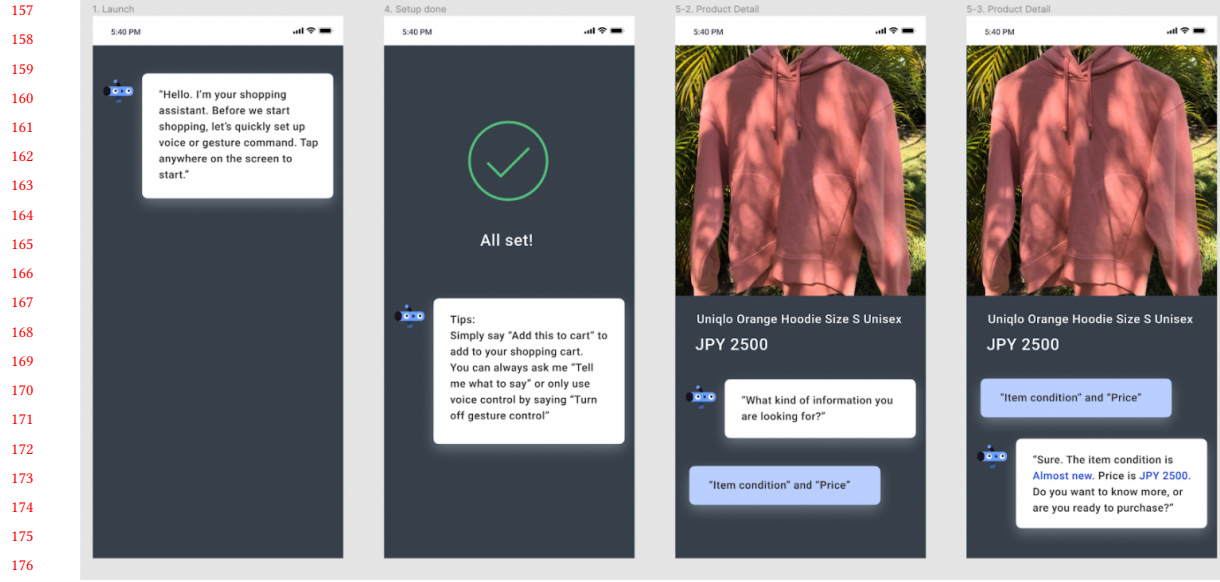 157
158
159
160
161
162
163
164
165
166
167
168
169
170
171
172
173
174
175
176
1. Launch
5:40 PM
“Hello. I’m your shopping
assistant. Before we start
shopping, let’s quickly set up
voice or gesture command. Tap
anywhere on the screen to
start.”
4. Setup done
5:40 PM
All set!
Tips:
Simply say “Add this to cart” to
add to your shopping cart.
You can always ask me “Tell
me what to say” or only use
voice control by saying “Turn
off gesture control”
5-2. Product Detail
5:40 PM
Uniqlo Orange Hoodie Size S Unisex
JPY 2500
“What kind of information you
are looking for?”
“Item condition” and “Price”
5-3. Product Detail
5:40 PM
Uniqlo Orange Hoodie Size S Unisex
JPY 2500
“Item condition” and “Price”
“Sure. The item condition is
Almost new. Price is JPY 2500.
Do you want to know more, or
are you ready to purchase?”